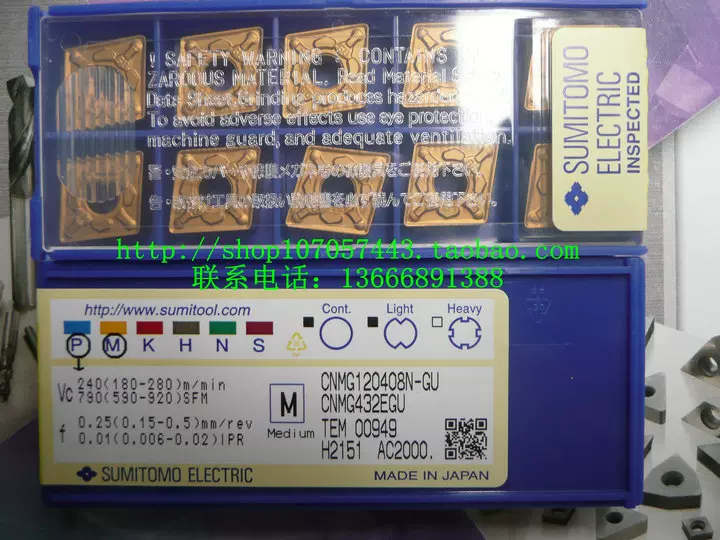 ! SAFETY WARNING CONTAINS
ZARDOUS MATERIAL. Read Material
Data Sheet Grinding produces
To avoid adverse effects use eye protection
machine guard, and adequate ventilation.
SUMITOMO
ELECTRIC
INSPECTED
http://shop107057443.taobao.com
联系电话：13666891388
http://www.sumitool.com
Cont. Light Heavy
P M K H N S
Vc 240(180-280)m/min
790(590-920)SFM
f 0.25(0.15-0.5)mm/rev
0.01(0.006-0.02)IPR
M
Medium
CNMG120408N-GU
CNMG432EGU
TEM 00949
H2151 AC2000.
SUMITOMO ELECTRIC
MADE IN JAPAN